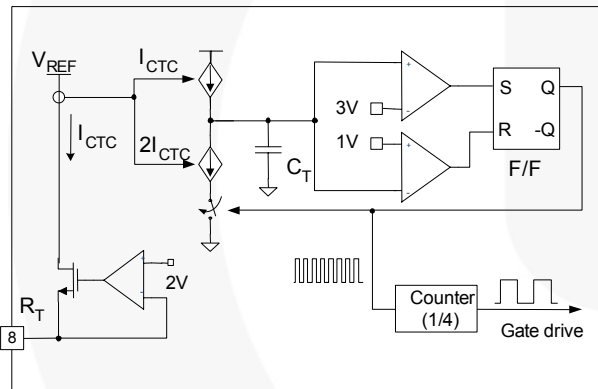 V_REF
I_CTC
I_CTC
2I_CTC
C_T
3V
1V
+
-
+
-
S Q
R -Q
F/F
R_T
+
-
2V
8
Counter
(1/4)
Gate drive